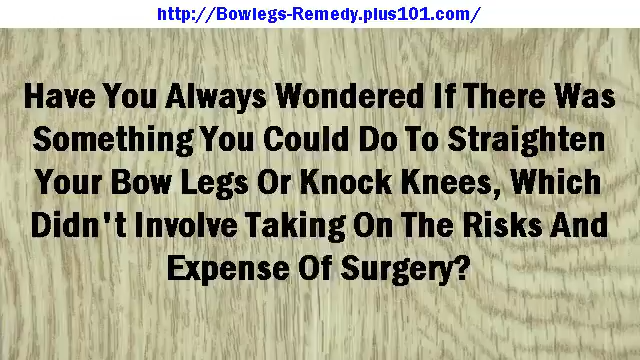 http://Bowlegs-Remedy.plus101.com/
Have You Always Wondered If There Was
Something You Could Do To Straighten
Your Bow Legs Or Knock Knees, Which
Didn't Involve Taking On The Risks And
Expense Of Surgery?